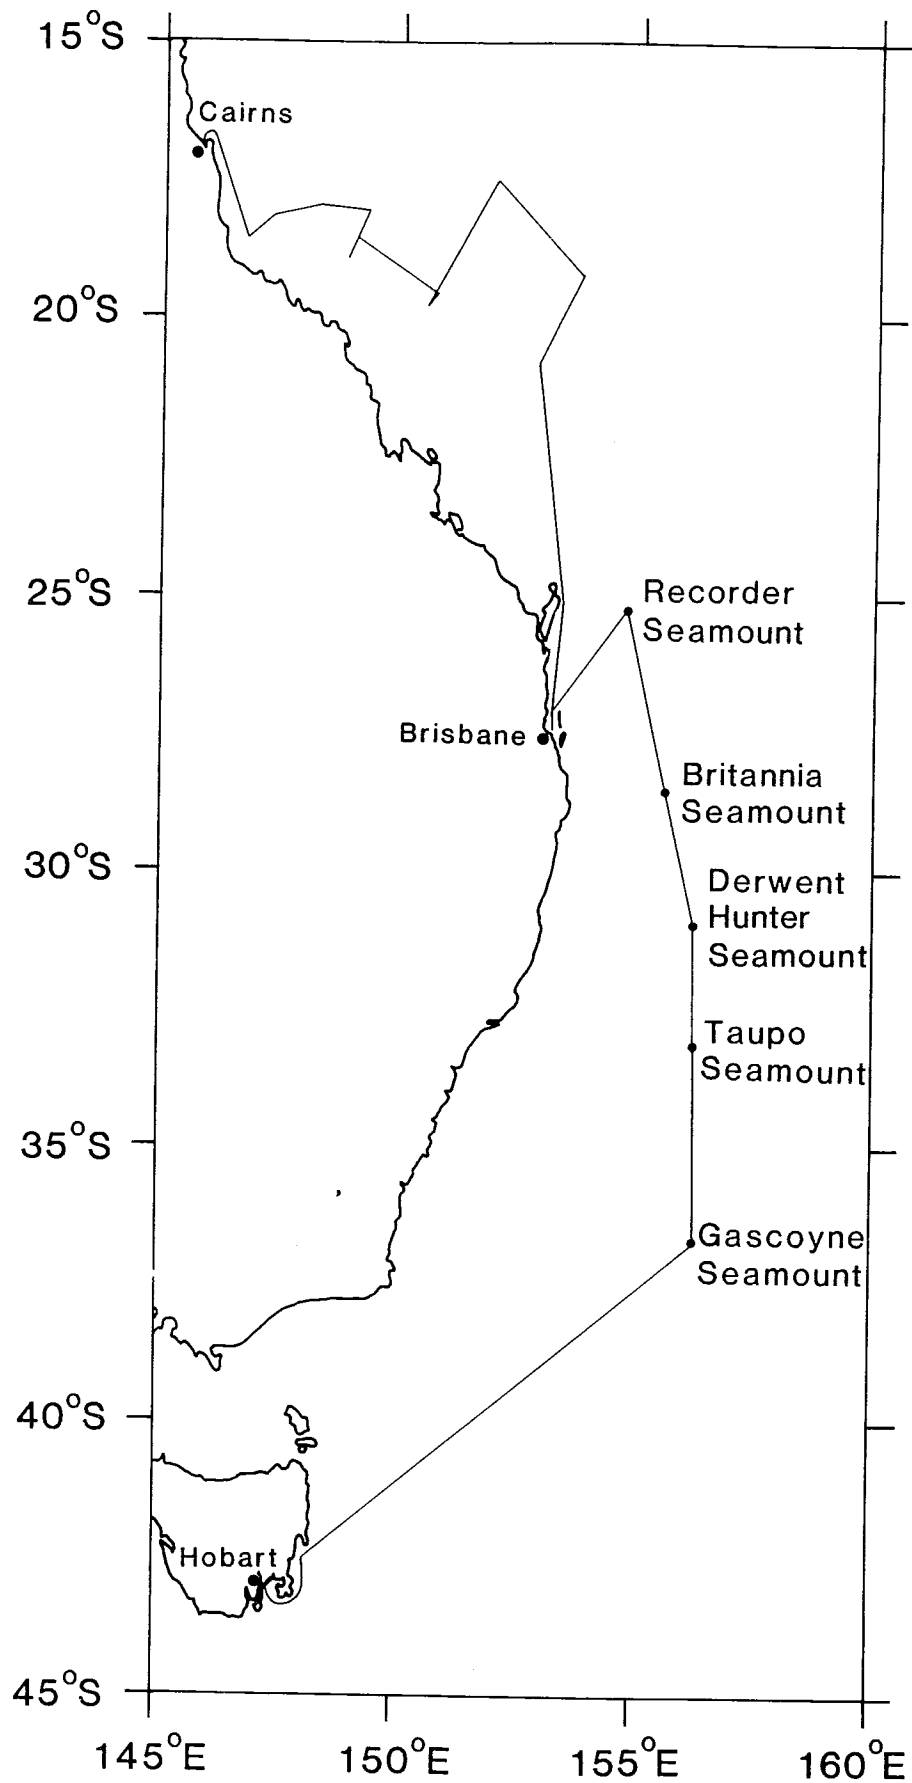 15°S
Cairns
20°S
25°S
Recorder
Seamount
Brisbane
Britannia
Seamount
30°S
Derwent
Hunter
Seamount
Taupo
Seamount
35°S
Gascoyne
Seamount
40°S
Hobart
45°S
145°E 150°E 155°E 160°E